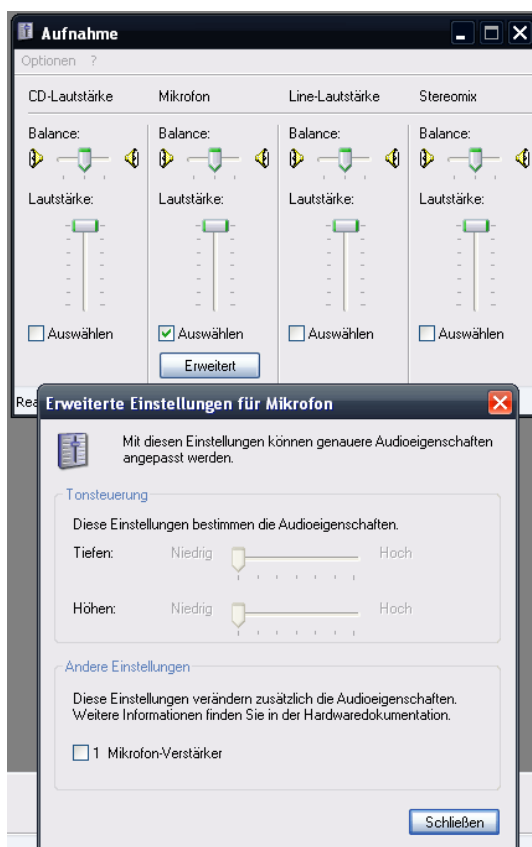 Aufnahme
Optionen ?
CD-Lautstärke Mikrofon Line-Lautstärke Stereomix
Balance: Balance: Balance: Balance:
Lautstärke: Lautstärke: Lautstärke: Lautstärke:
Auswählen Auswählen Auswählen Auswählen
Erweitert
Rea
Erweiterte Einstellungen für Mikrofon
Mit diesen Einstellungen können genauere Audioeigenschaften
angepasst werden.
Tonsteuerung
Diese Einstellungen bestimmen die Audioeigenschaften.
Tiefen: Niedrig Hoch
Höhen: Niedrig Hoch
Andere Einstellungen
Diese Einstellungen verändern zusätzlich die Audioeigenschaften.
Weitere Informationen finden Sie in der Hardwaredokumentation.
1 Mikrofon-Verstärker
Schließen